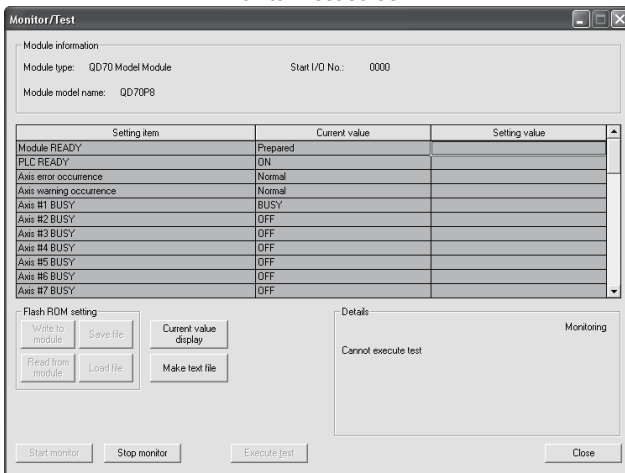 Monitor/Test
Module information
Module type: QD70 Model Module Start I/O No.: 0000
Module model name: QD70P8
Setting item Current value Setting value
Module READY Prepared
PLC READY ON
Axis error occurrence Normal
Axis warning occurrence Normal
Axis #1 BUSY BUSY
Axis #2 BUSY OFF
Axis #3 BUSY OFF
Axis #4 BUSY OFF
Axis #5 BUSY OFF
Axis #6 BUSY OFF
Axis #7 BUSY OFF
Flash ROM setting
Write to
module
Save file
Read from
module
Load file
Current value
display
Make text file
Details
Monitoring
Cannot execute test
Start monitor Stop monitor Execute test Close